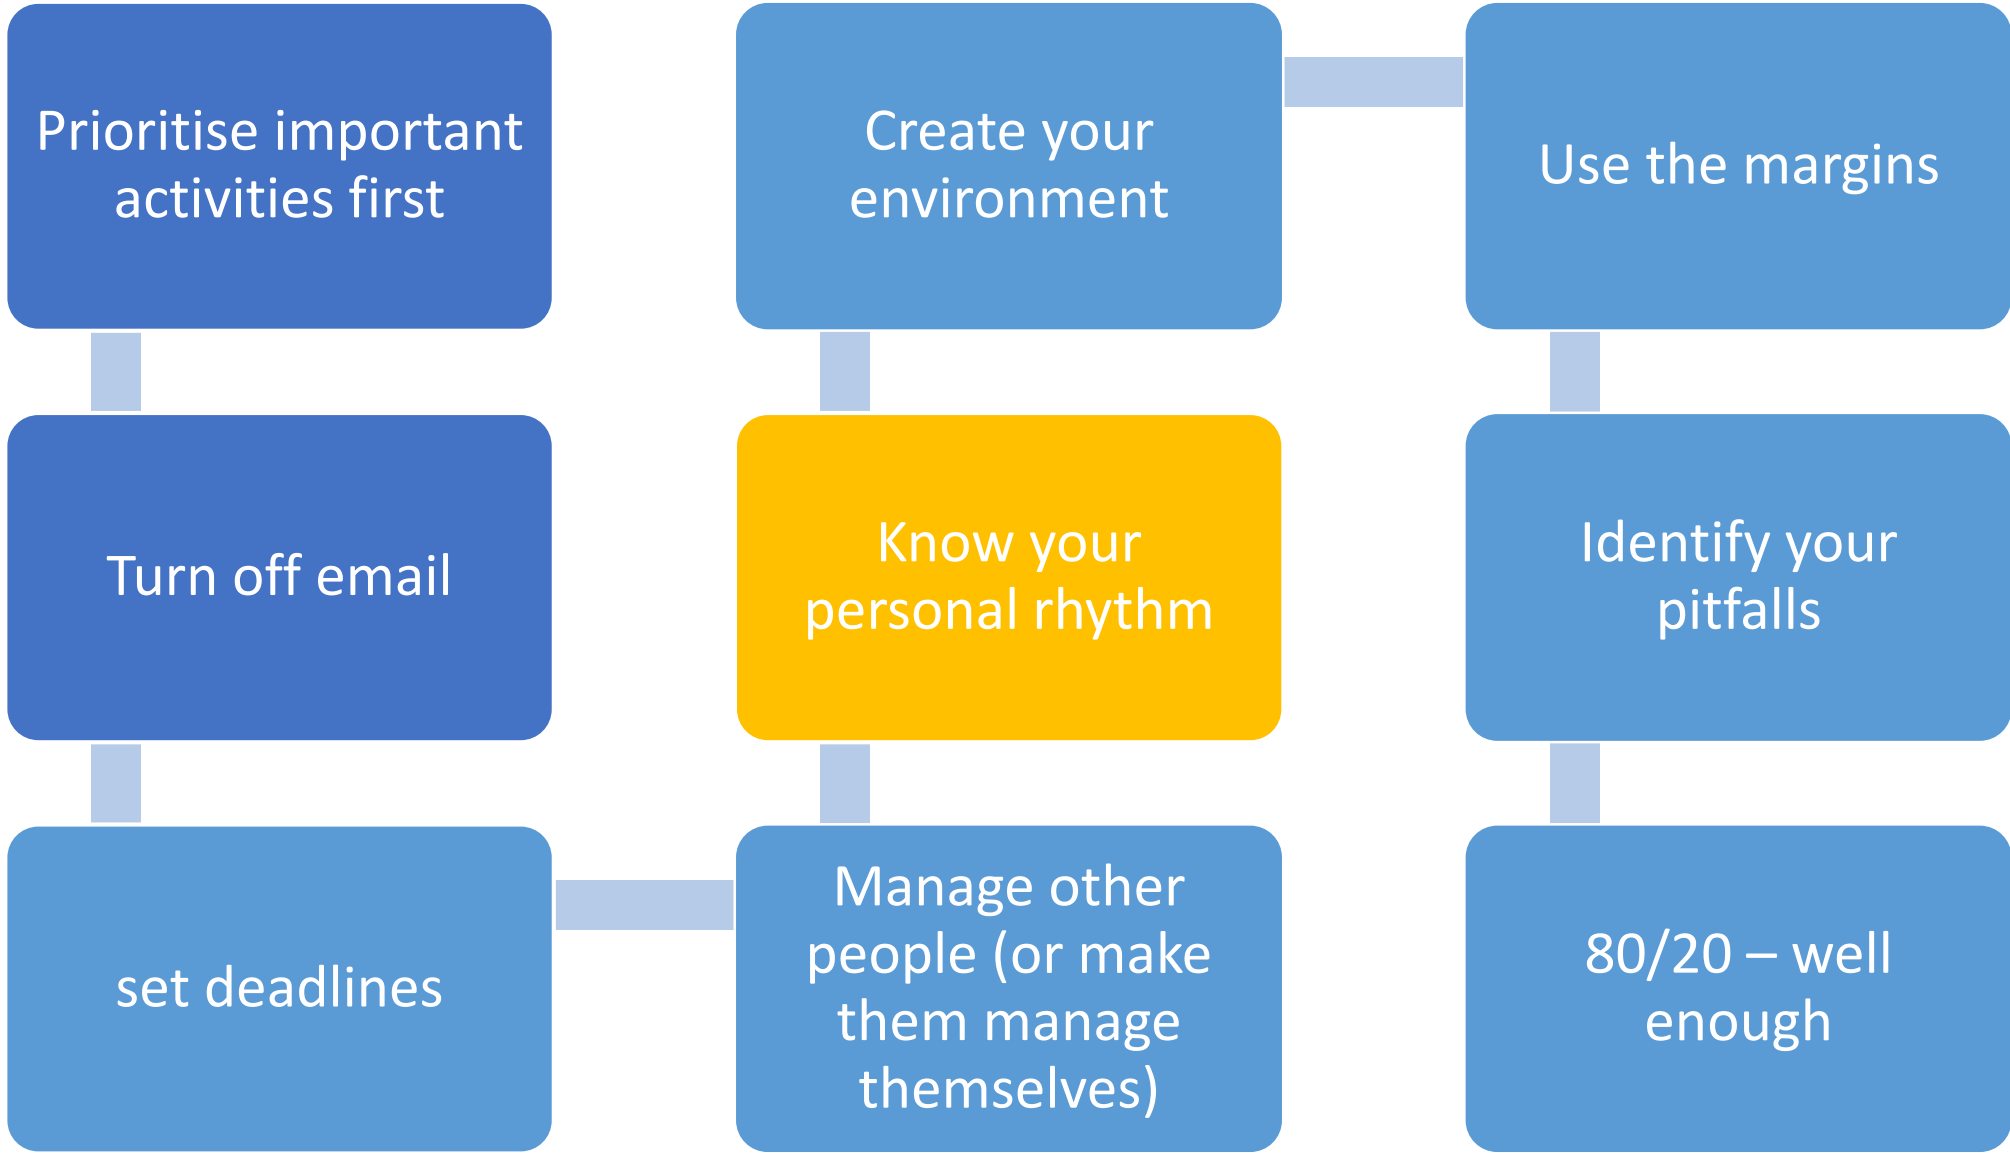 Prioritise important
activities first
Turn off email
set deadlines
Manage other
people (or make
them manage
themselves)
Know your
personal rhythm
Create your
environment
Use the margins
Identify your
pitfalls
80/20 – well
enough